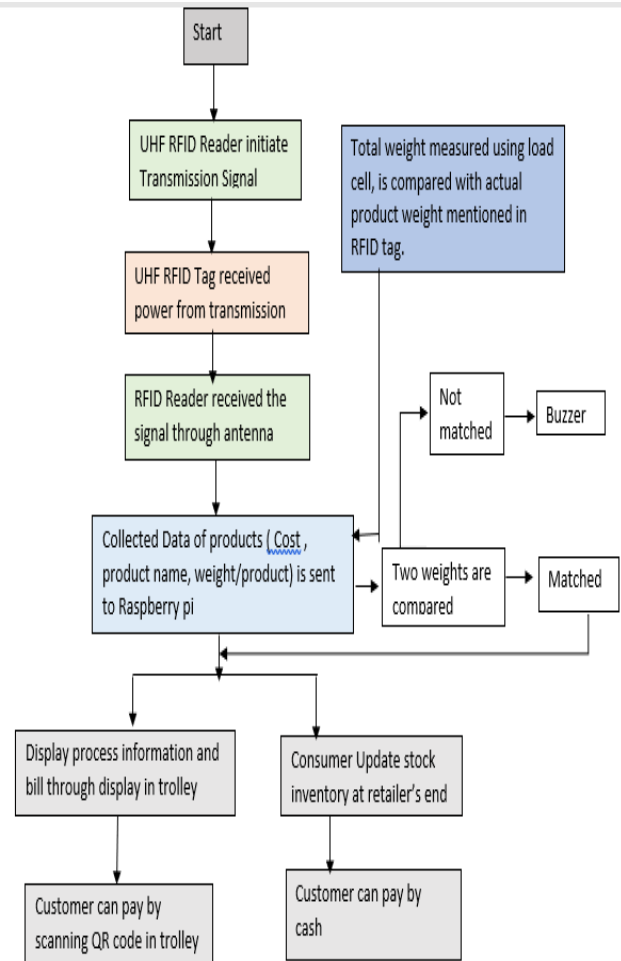 Start
UHF RFID Reader initiate
Transmission Signal
Total weight measured using load
cell, is compared with actual
product weight mentioned in
RFID tag.
UHF RFID Tag received
power from transmission
RFID Reader received the
signal through antenna
Not
matched
Buzzer
Collected Data of products ( Cost ,
product name, weight/product) is sent
to Raspberry pi
Two weights are
compared
Matched
Display process information and
bill through display in trolley
Consumer Update stock
inventory at retailer's end
Customer can pay by
scanning QR code in trolley
Customer can pay by
cash